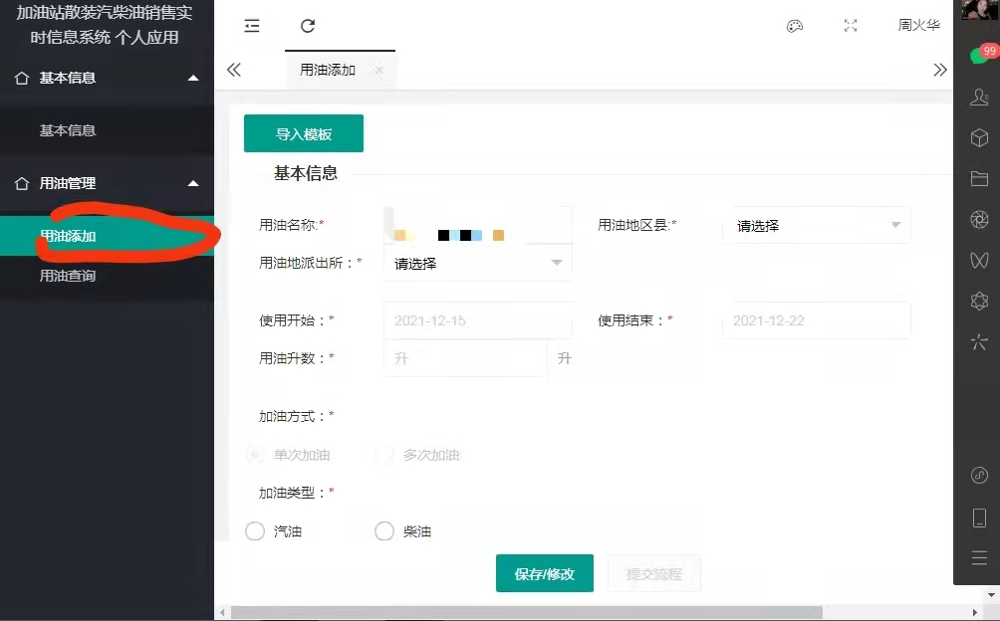 加油站散装汽柴油销售实
时信息系统 个人应用
基本信息
基本信息
用油管理
用油添加
用油查询
周火华
99
用油添加 ×
导入模板
基本信息
用油名称:*
用油地区县:* 请选择
用油地派出所：* 请选择
使用开始：* 2021-12-15
使用结束：* 2021-12-22
用油升数：* 升 升
加油方式：*
单次加油 多次加油
加油类型：*
汽油 柴油
保存/修改 提交流程